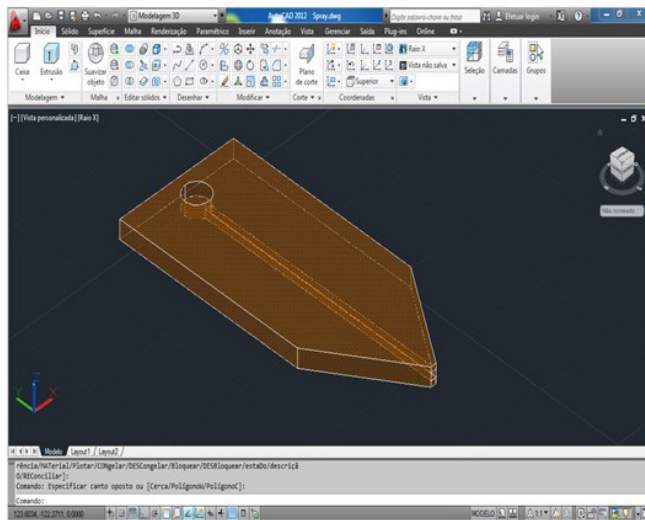 Modelagem 3D
AutoCAD 2012 Spray.dwg
Digite palavra-chave ou frase
Efetuar login
Início Sólido Superfície Malha Renderização Paramétrico Inserir Anotação Vista Gerenciar Saída Plug-ins Online
Caixa Extrusão Suavizar objeto Plano de corte Raio X
Vista não salva
Superior
Seleção Camadas Grupos
Modelagem Malha Editar sólidos Desenhar Modificar Corte Coordenadas Vista
[−][Vista personalizada][Raio X]
Não nomeado
Z
Y X
Modelo Layout1 Layout2
rência/MATerial/Plotar/CONgelar/DESCongelar/Bloquear/DESBloquear/estaDo/descriçã
O/REConciliar]:
Comando: Especificar canto oposto ou [Cerca/PolígonoW/PolígonoC]:
Comando:
MODELO 1:1